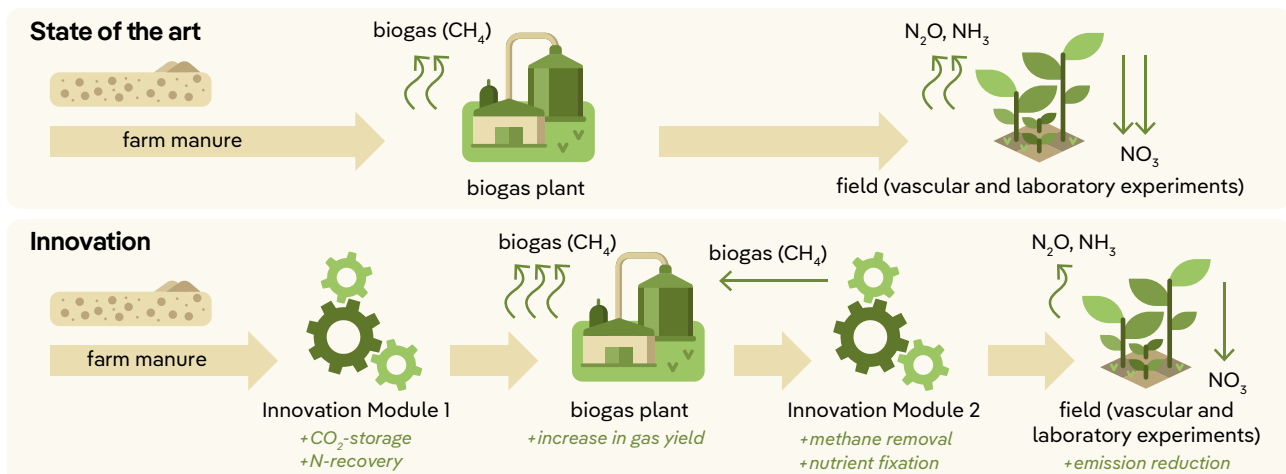 State of the art
biogas (CH₄)
N₂O, NH₃
farm manure
NO₃
biogas plant
field (vascular and laboratory experiments)
Innovation
biogas (CH₄)
biogas (CH₄)
N₂O, NH₃
farm manure
NO₃
Innovation Module 1
+CO₂-storage
+N-recovery
biogas plant
+increase in gas yield
Innovation Module 2
+methane removal
+nutrient fixation
field (vascular and
laboratory experiments)
+emission reduction